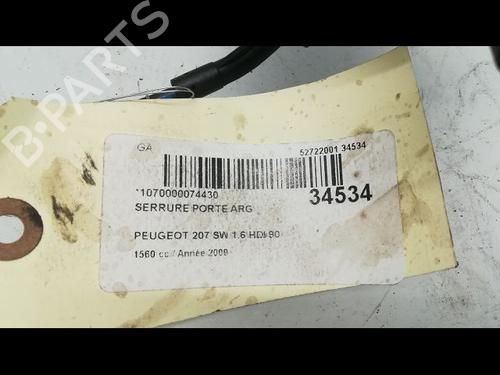 B-PARTS
GA
52722001 34534
*1070000074430
34534
SERRURE PORTE ARG
PEUGEOT 207 SW 1.6 HDI 90
1560 cc / Année 2009